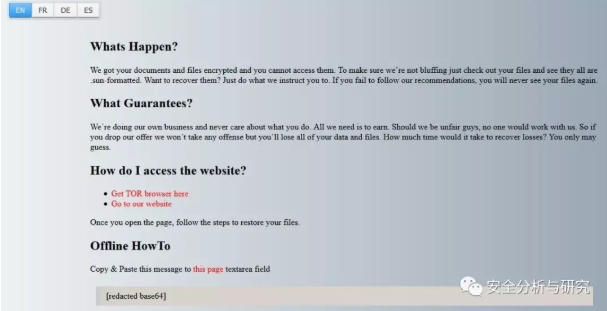 EN FR DE ES
Whats Happen?
We got your documents and files encrypted and you cannot access them. To make sure we're not bluffing just check out your files and see they all are
.sun-formatted. Want to recover them? Just do what we instruct you to. If you fail to follow our recommendations, you will never see your files again.
What Guarantees?
We're doing our own business and never care about what you do. All we need is to earn. Should we be unfair guys, no one would work with us. So if
you drop our offer we won't take any offense but you'll lose all of your data and files. How much time would it take to recover losses? You only may
guess.
How do I access the website?
• Get TOR browser here
• Go to our website
Once you open the page, follow the steps to restore your files.
Offline HowTo
Copy & Paste this message to this page textarea field
[redacted base64]
安全分析与研究